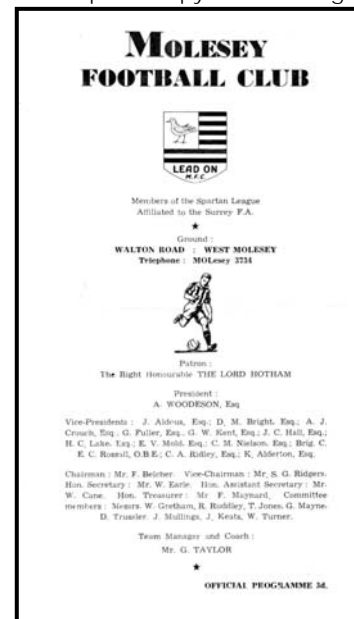 MOLESEY
FOOTBALL CLUB
LEAD ON
M.F.C
Members of the Spartan League
Affiliated to the Surrey F.A.
★
Ground :
WALTON ROAD : WEST MOLESEY
Telephone : MOLesey 3734
Patron :
The Right Honourable THE LORD HOTHAM
President :
A. WOODESON, Esq
Vice-Presidents : J. Aldous, Esq.; D. M. Bright, Esq.; A. J.
Crouch, Esq., G. Fuller, Esq., G. W. Kent, Esq.; J. C. Hall, Esq.;
H. C. Lake, Esq.; E. V. Mold, Esq.; C. M. Nielson, Esq.; Brig. C.
E. C. Rossull, O.B.E.; C. A. Ridley, Esq.; K. Alderton, Esq.
Chairman : Mr. F. Belcher. Vice-Chairman : Mr. S. G. Ridgers.
Hon. Secretary : Mr. W. Earle. Hon. Assistant Secretary : Mr.
W. Cane. Hon. Treasurer : Mr F. Maynard, Committee
members : Messrs. W. Gretham, R. Ruddley, T. Jones, G. Mayne,
D. Trussler, J. Mullings, J. Keats, W. Turner.
Team Manager and Coach :
Mr. G. TAYLOR
★
OFFICIAL PROGRAMME 3d.